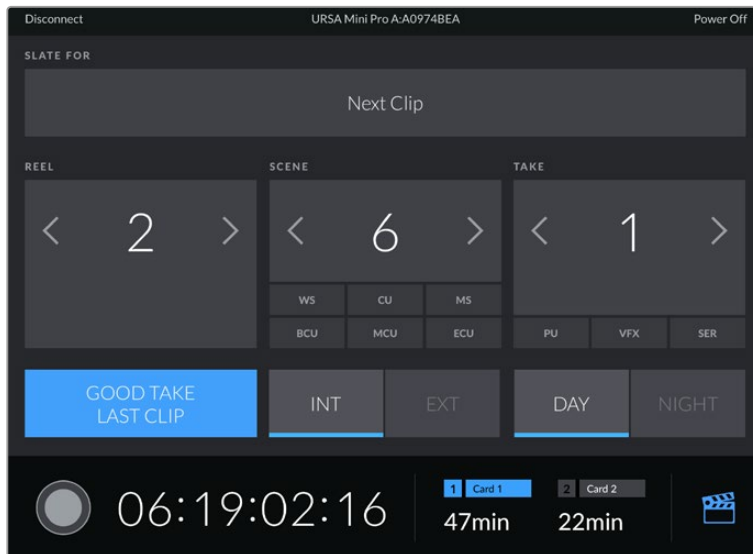 Disconnect URSA Mini Pro A:A0974BEA Power Off
SLATE FOR
Next Clip
REEL SCENE TAKE
< 2 > < 6 > < 1 >
WS CU MS
BCU MCU ECU PU VFX SER
GOOD TAKE
LAST CLIP
INT EXT DAY NIGHT
06:19:02:16
1 Card 1 2 Card 2
47min 22min